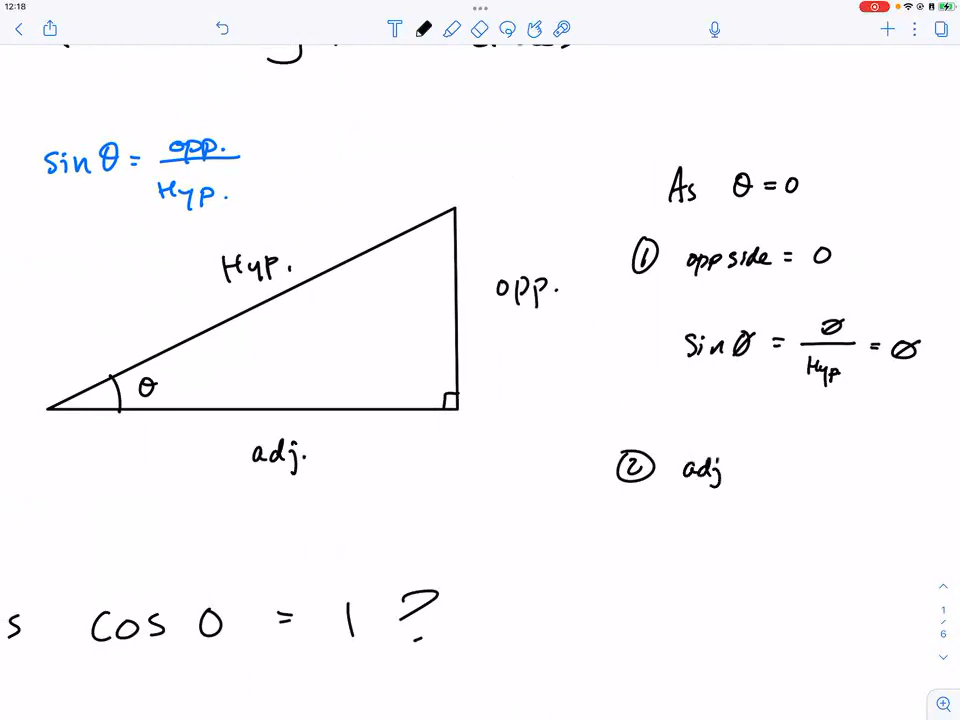 12:18
sin θ = opp. / Hyp.
As θ = 0
① opp side = 0
Hyp.
opp.
sin 0 = 0 / Hyp = 0
θ
adj.
② adj
s cos 0 = 1 ?
1
/
6